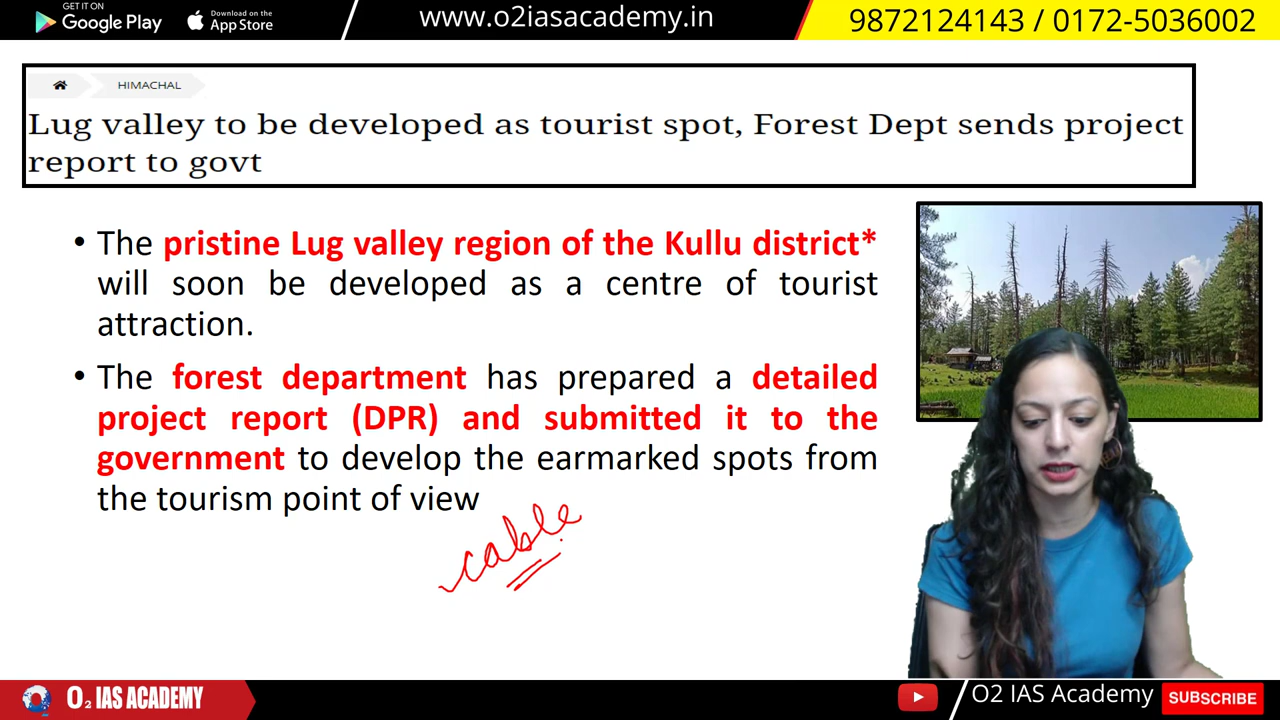 GET IT ON
Google Play
Download on the
App Store
www.o2iasacademy.in
9872124143 / 0172-5036002
HIMACHAL
Lug valley to be developed as tourist spot, Forest Dept sends project
report to govt
• The pristine Lug valley region of the Kullu district*
will soon be developed as a centre of tourist
attraction.
• The forest department has prepared a detailed
project report (DPR) and submitted it to the
government to develop the earmarked spots from
the tourism point of view
cable
O2 IAS ACADEMY
O2 IAS Academy
SUBSCRIBE